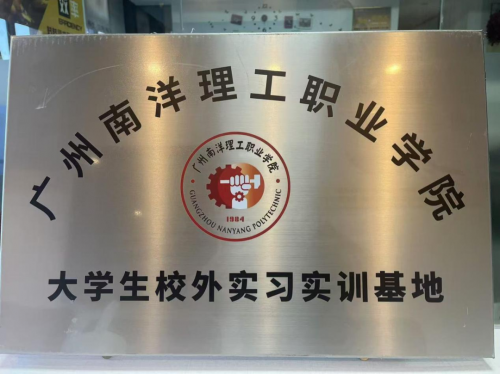 广州南洋理工职业学院
广州南洋理工职业学院
GUANGZHOU NANYANG POLYTECHNIC
1984
大学生校外实习实训基地